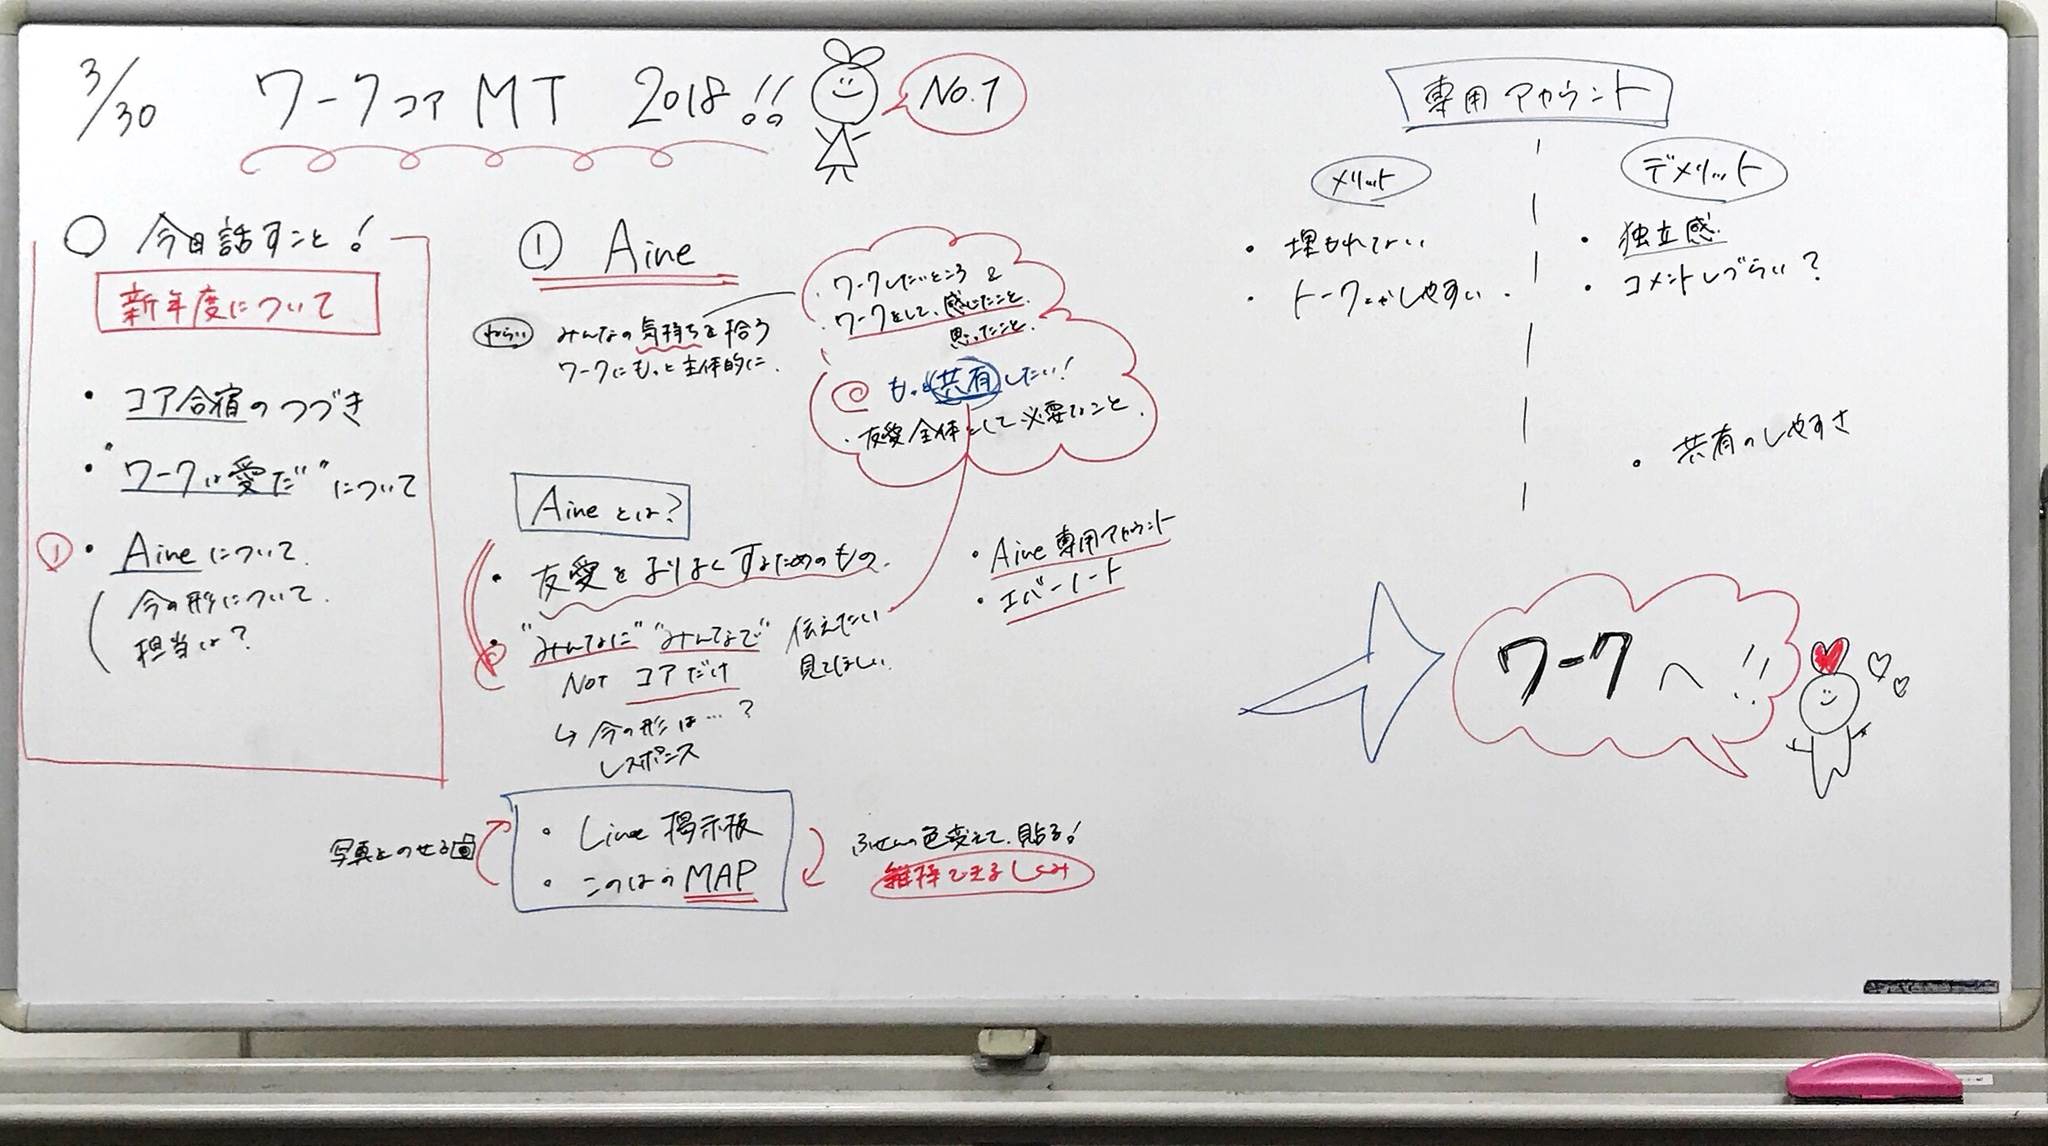 3/30
ワークコア MT 2018!!
No.1
○ 今日話すこと!
新年度について
・コア合宿のつづき
・"ワークは愛だ"について
①・Aineについて
今の形について.
担当は?
① Aine
ねらい
みんなの気持ちを拾う
ワークにもっと主体的に.
・ワークしたいところ &
・ワークをして、感じたこと
思ったこと.
もっと共有したい!
・友愛全体として必要なこと.
Aineとは?
・友愛をよりよくするためのもの.
・"みんなに" "みんなで" 伝えたい
見てほしい.
NOT コアだけ
↳ 今の形は…?
レスポンス
・Aine 専用アカウント
・エバーノート
・Line 掲示板
・このはのMAP
写真とのせる
ふせんの色変えて、貼る!
維持できるしくみ
専用アカウント
メリット
・埋もれてない
・トークとかしやすい.
デメリット
・独立感.
・コメントしづらい?
・共有のしやすさ
ワークへ!!